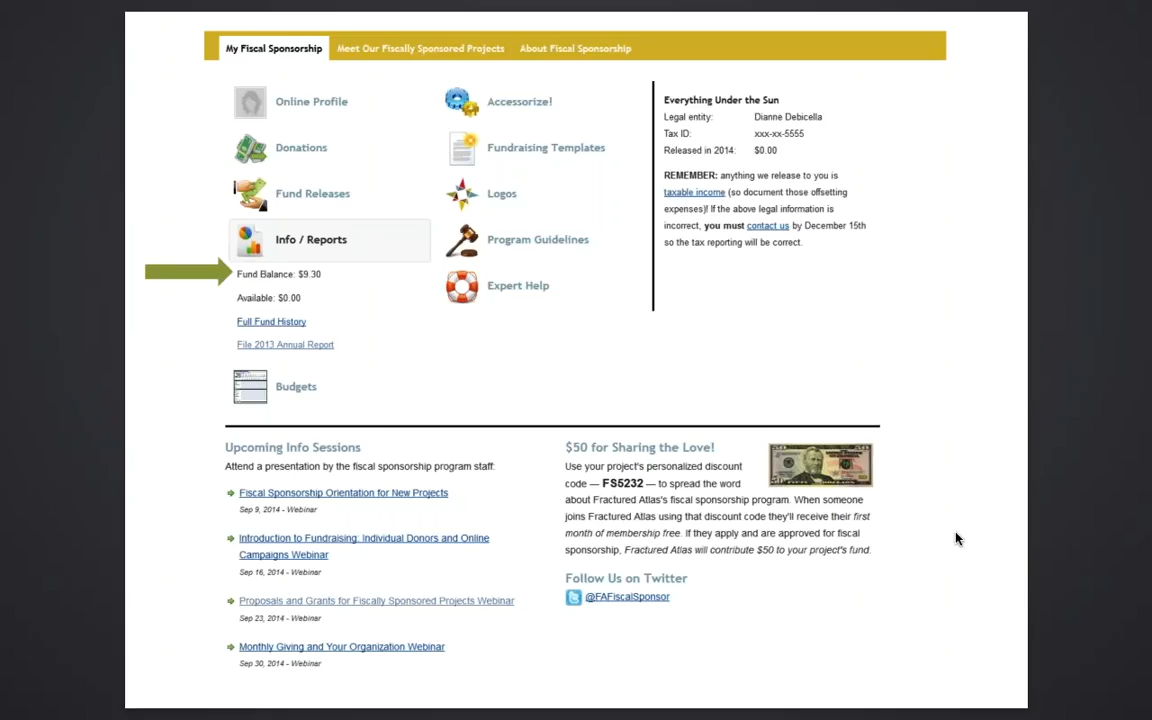 My Fiscal Sponsorship
Meet Our Fiscally Sponsored Projects
About Fiscal Sponsorship
Online Profile
Donations
Fund Releases
Info / Reports
Fund Balance: $9.30
Available: $0.00
Full Fund History
File 2013 Annual Report
Budgets
Accessorize!
Fundraising Templates
Logos
Program Guidelines
Expert Help
Everything Under the Sun
Legal entity: Dianne Debicella
Tax ID: xxx-xx-5555
Released in 2014: $0.00
REMEMBER: anything we release to you is
taxable income (so document those offsetting
expenses)! If the above legal information is
incorrect, you must contact us by December 15th
so the tax reporting will be correct.
Upcoming Info Sessions
Attend a presentation by the fiscal sponsorship program staff:
Fiscal Sponsorship Orientation for New Projects
Sep 9, 2014 - Webinar
Introduction to Fundraising: Individual Donors and Online
Campaigns Webinar
Sep 16, 2014 - Webinar
Proposals and Grants for Fiscally Sponsored Projects Webinar
Sep 23, 2014 - Webinar
Monthly Giving and Your Organization Webinar
Sep 30, 2014 - Webinar
$50 for Sharing the Love!
Use your project's personalized discount
code — FS5232 — to spread the word
about Fractured Atlas's fiscal sponsorship program. When someone
joins Fractured Atlas using that discount code they'll receive their first
month of membership free. If they apply and are approved for fiscal
sponsorship, Fractured Atlas will contribute $50 to your project's fund.
Follow Us on Twitter
@FAFiscalSponsor